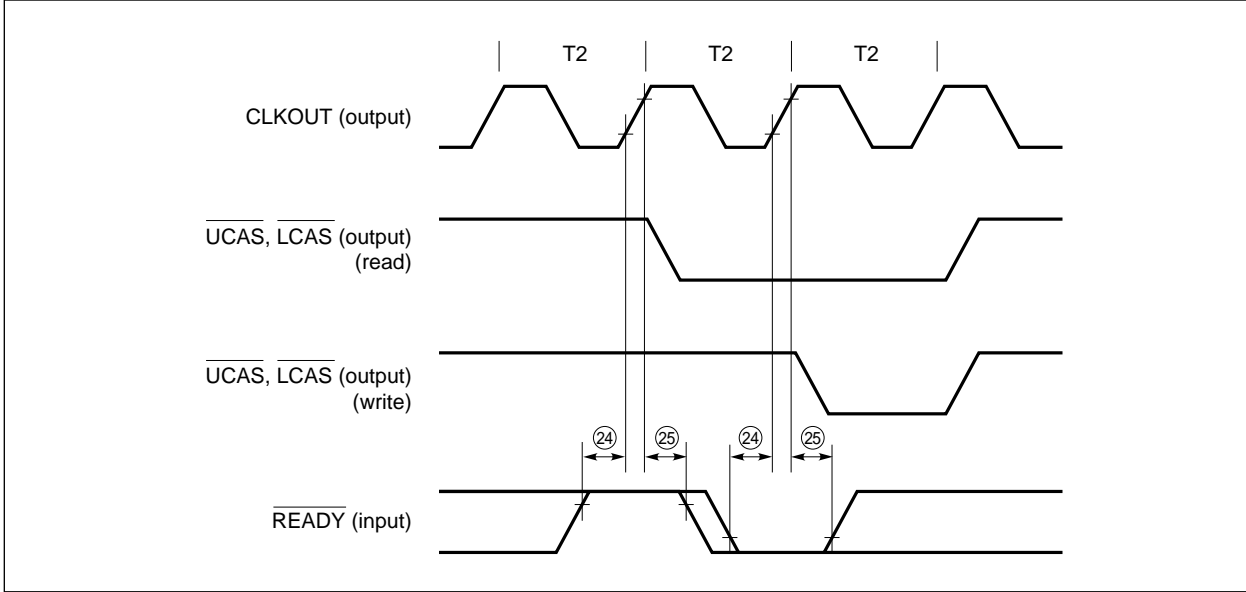 T2 T2 T2
CLKOUT (output)
UCAS, LCAS (output)
(read)
UCAS, LCAS (output)
(write)
24 25 24 25
READY (input)